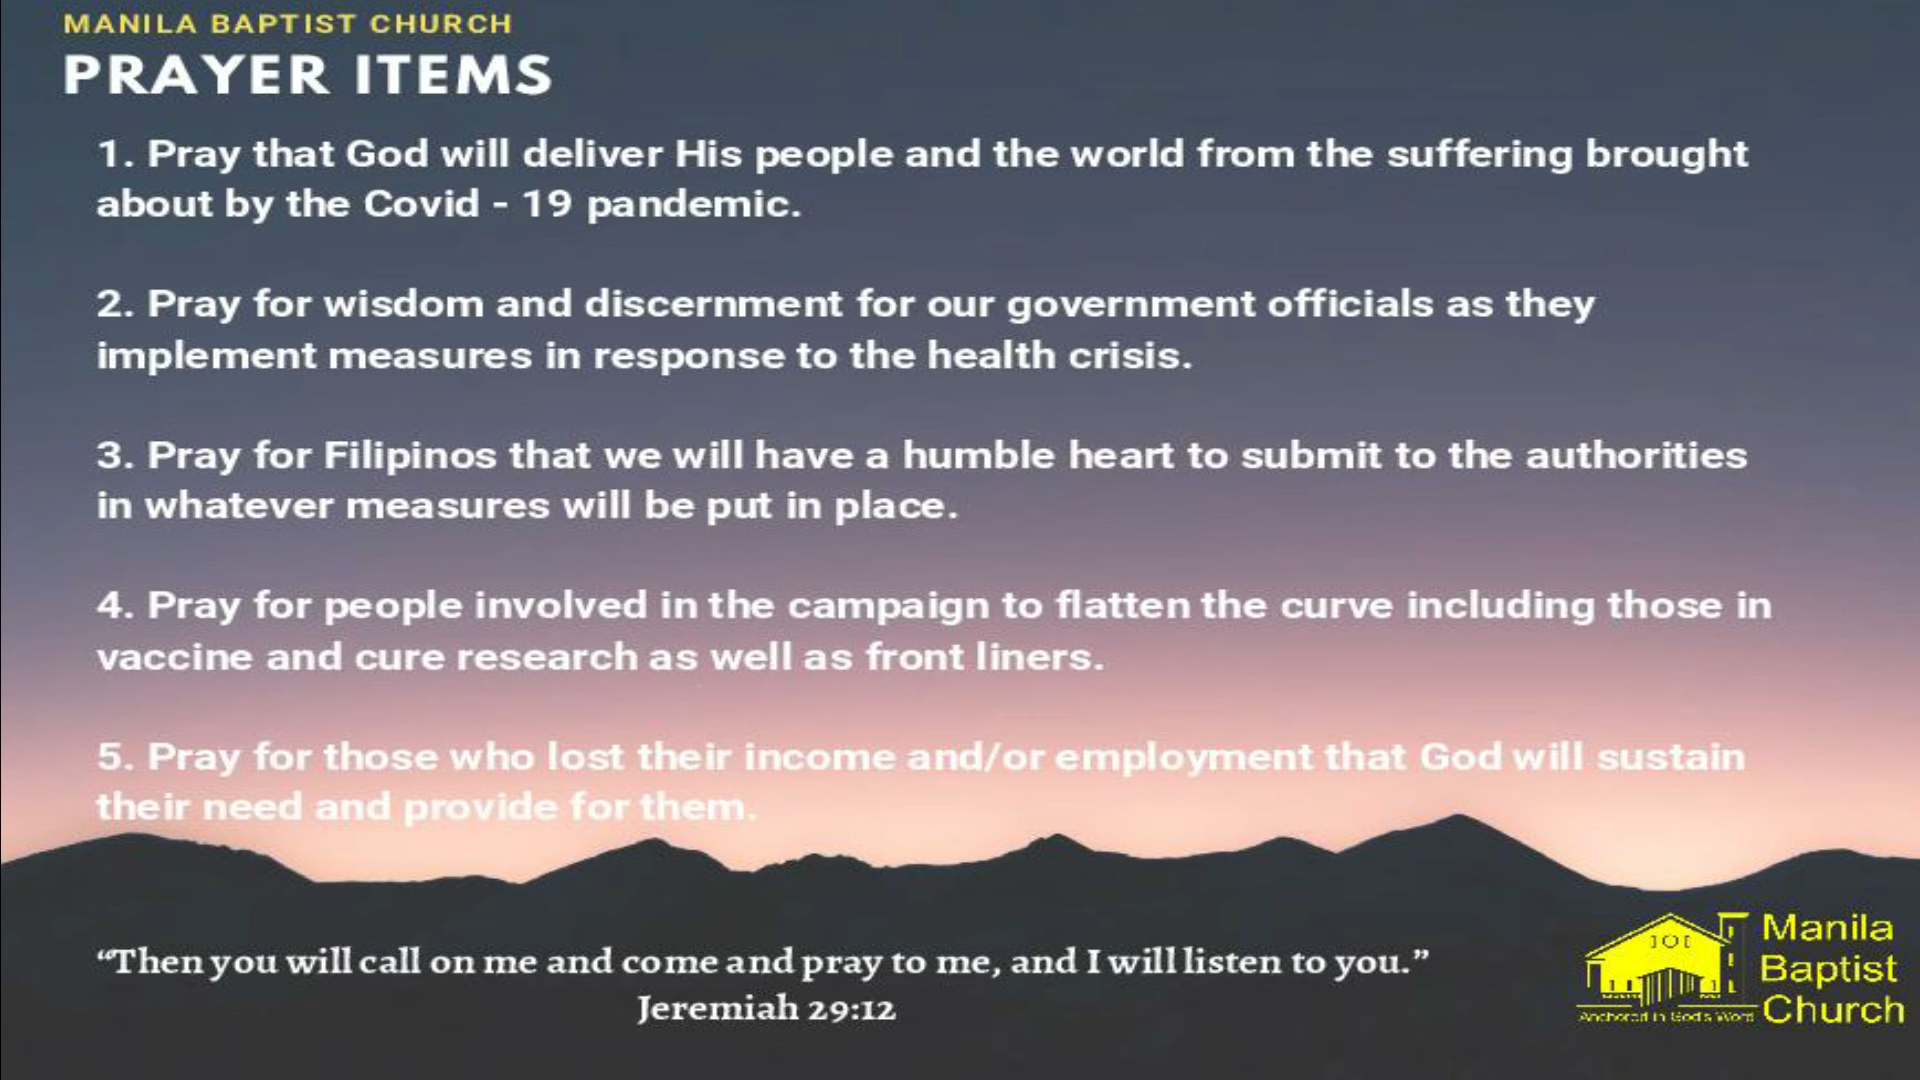 MANILA BAPTIST CHURCH
PRAYER ITEMS
1. Pray that God will deliver His people and the world from the suffering brought
about by the Covid - 19 pandemic.
2. Pray for wisdom and discernment for our government officials as they
implement measures in response to the health crisis.
3. Pray for Filipinos that we will have a humble heart to submit to the authorities
in whatever measures will be put in place.
4. Pray for people involved in the campaign to flatten the curve including those in
vaccine and cure research as well as front liners.
5. Pray for those who lost their income and/or employment that God will sustain
their need and provide for them.
“Then you will call on me and come and pray to me, and I will listen to you.”
Jeremiah 29:12
Manila
Baptist
Church
Anchored in God's Word